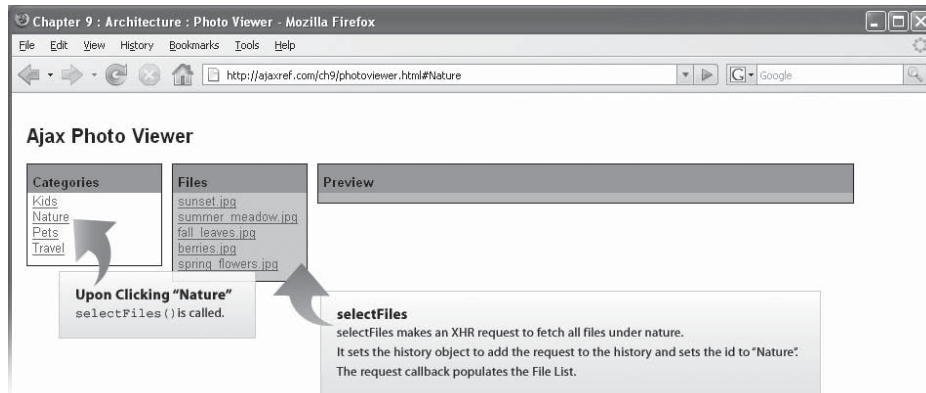 Chapter 9 : Architecture : Photo Viewer - Mozilla Firefox
File Edit View History Bookmarks Tools Help
http://ajaxref.com/ch9/photoviewer.html#Nature
G Google
Ajax Photo Viewer
Categories
Kids
Nature
Pets
Travel
Files
sunset.jpg
summer_meadow.jpg
fall_leaves.jpg
berries.jpg
spring_flowers.jpg
Preview
Upon Clicking “Nature”
selectFiles() is called.
selectFiles
selectFiles makes an XHR request to fetch all files under nature.
It sets the history object to add the request to the history and sets the id to “Nature”.
The request callback populates the File List.